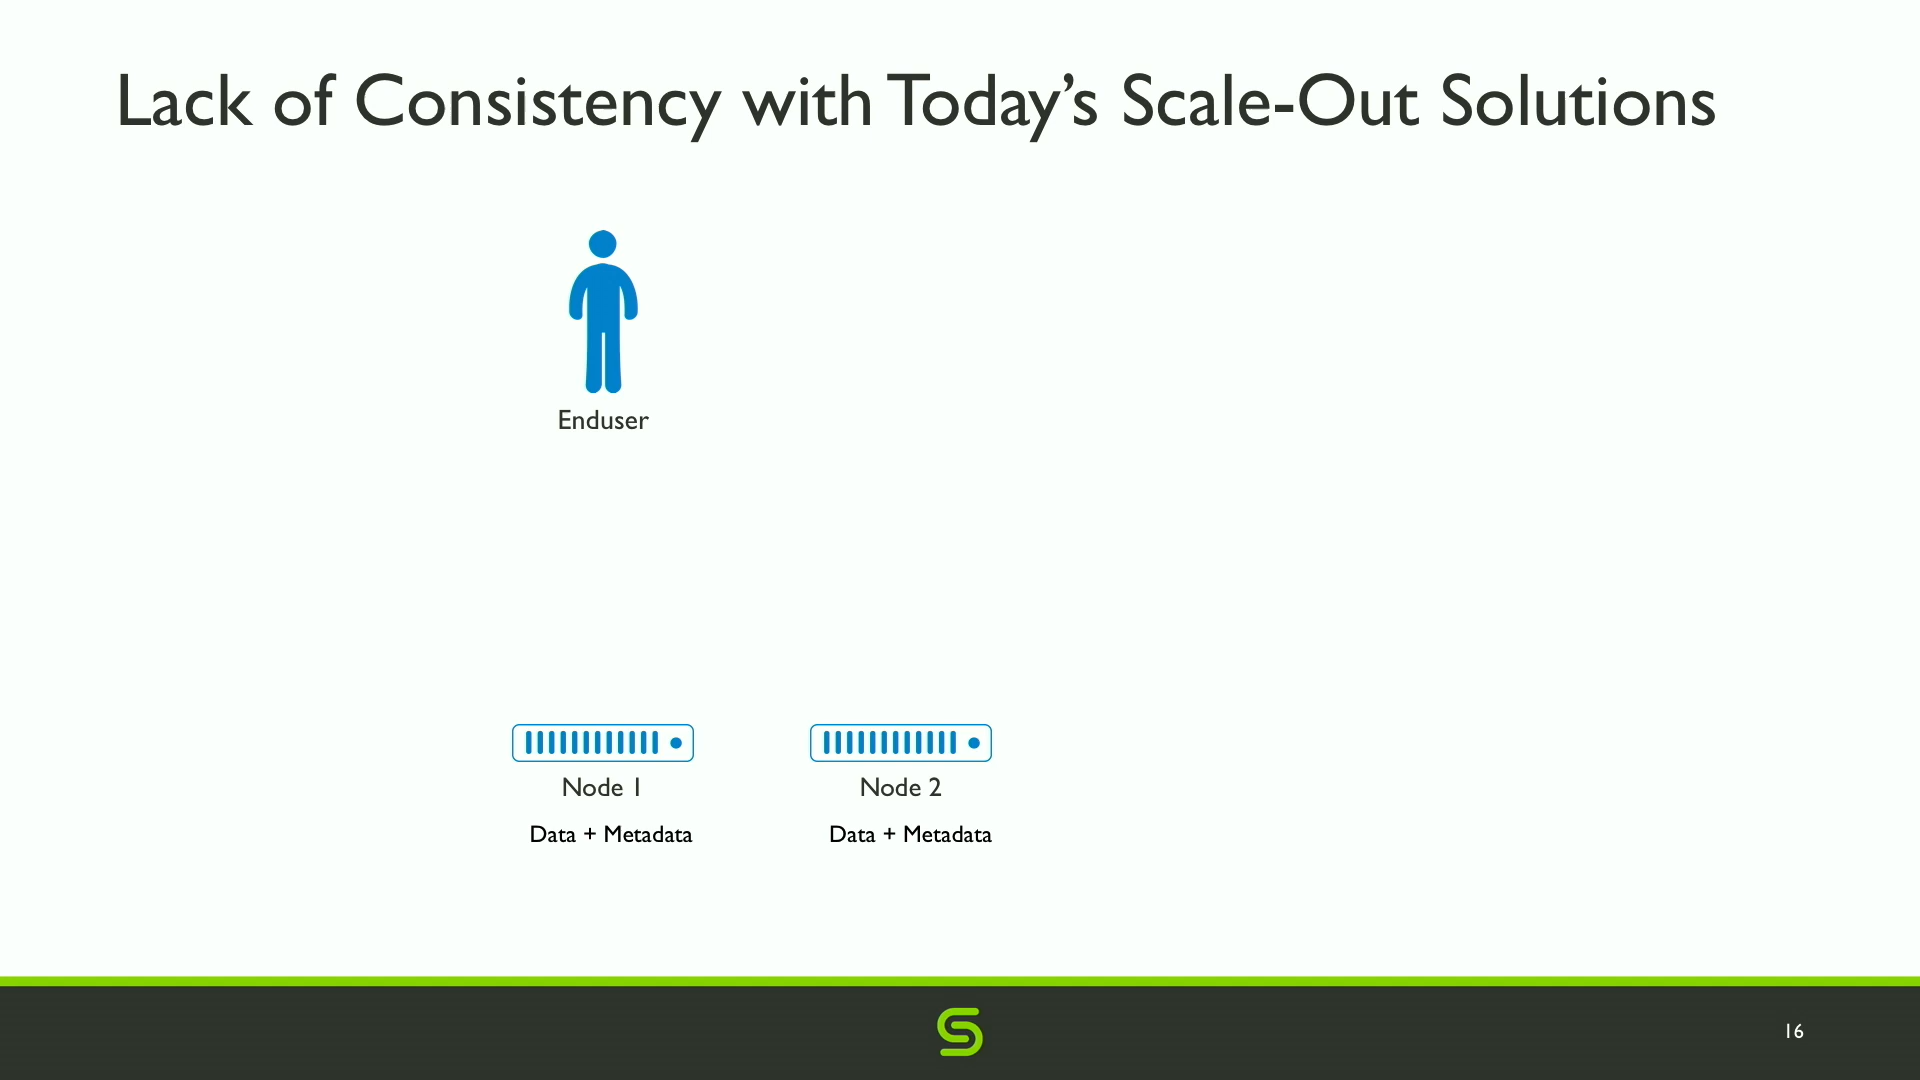 Lack of Consistency with Today’s Scale-Out Solutions
Enduser
Node 1
Node 2
Data + Metadata
Data + Metadata
16